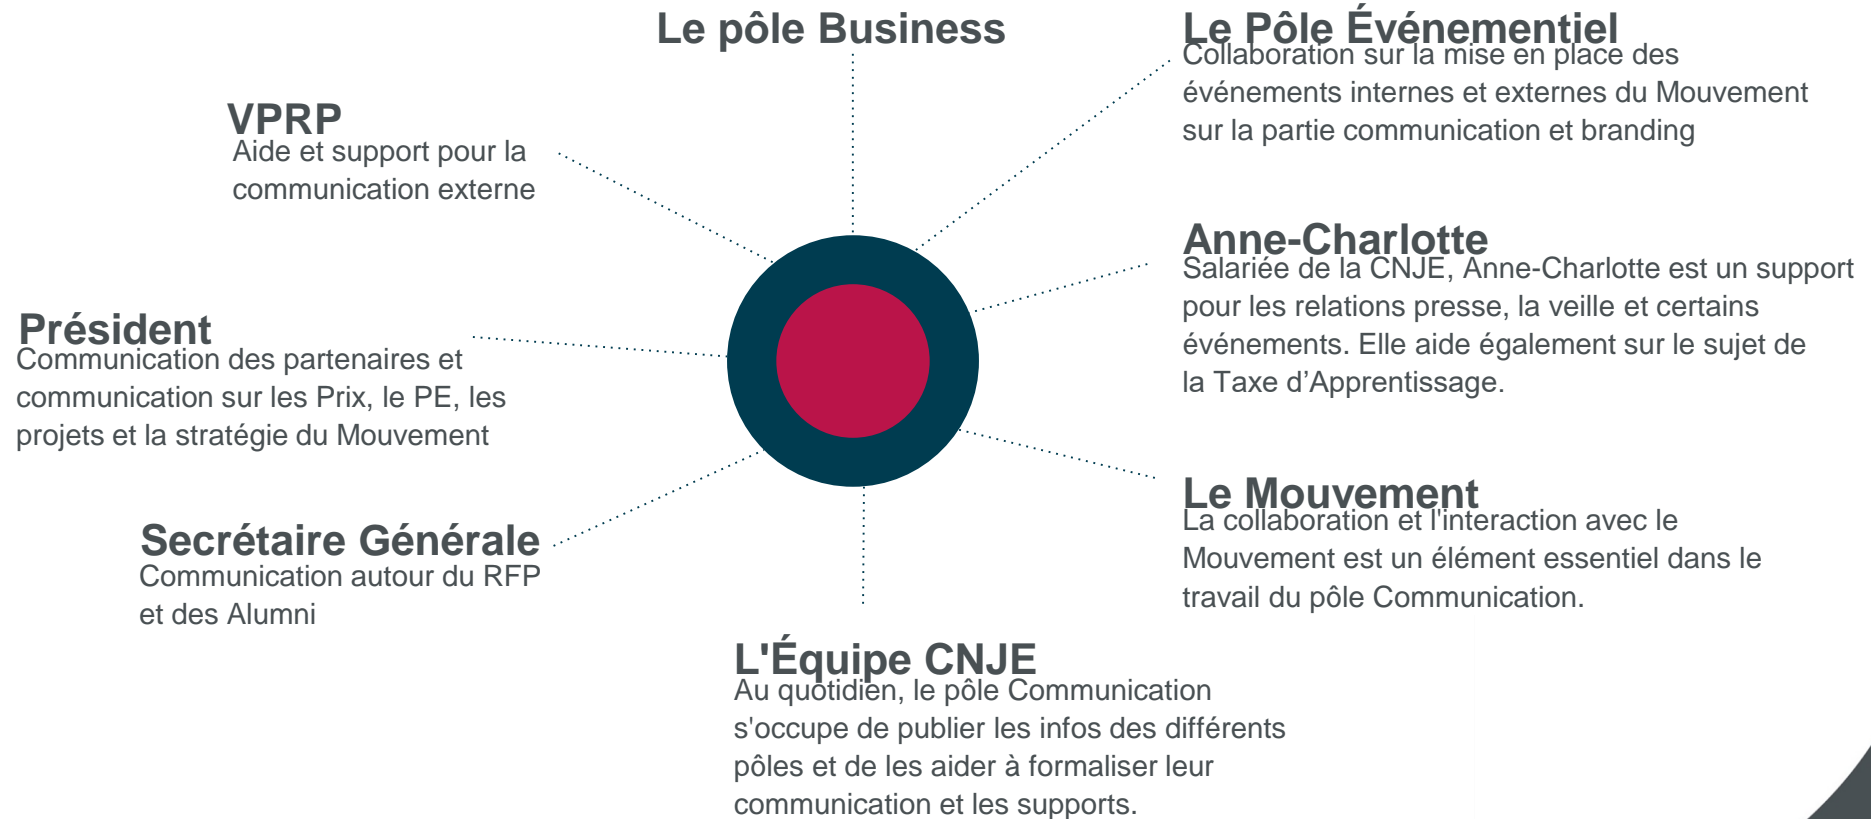 Le pôle Business
Le Pôle Événementiel
Collaboration sur la mise en place des
événements internes et externes du Mouvement
sur la partie communication et branding
VPRP
Aide et support pour la
communication externe
Anne-Charlotte
Salariée de la CNJE, Anne-Charlotte est un support
pour les relations presse, la veille et certains
événements. Elle aide également sur le sujet de
la Taxe d’Apprentissage.
Président
Communication des partenaires et
communication sur les Prix, le PE, les
projets et la stratégie du Mouvement
Le Mouvement
La collaboration et l'interaction avec le
Mouvement est un élément essentiel dans le
travail du pôle Communication.
Secrétaire Générale
Communication autour du RFP
et des Alumni
L'Équipe CNJE
Au quotidien, le pôle Communication
s'occupe de publier les infos des différents
pôles et de les aider à formaliser leur
communication et les supports.